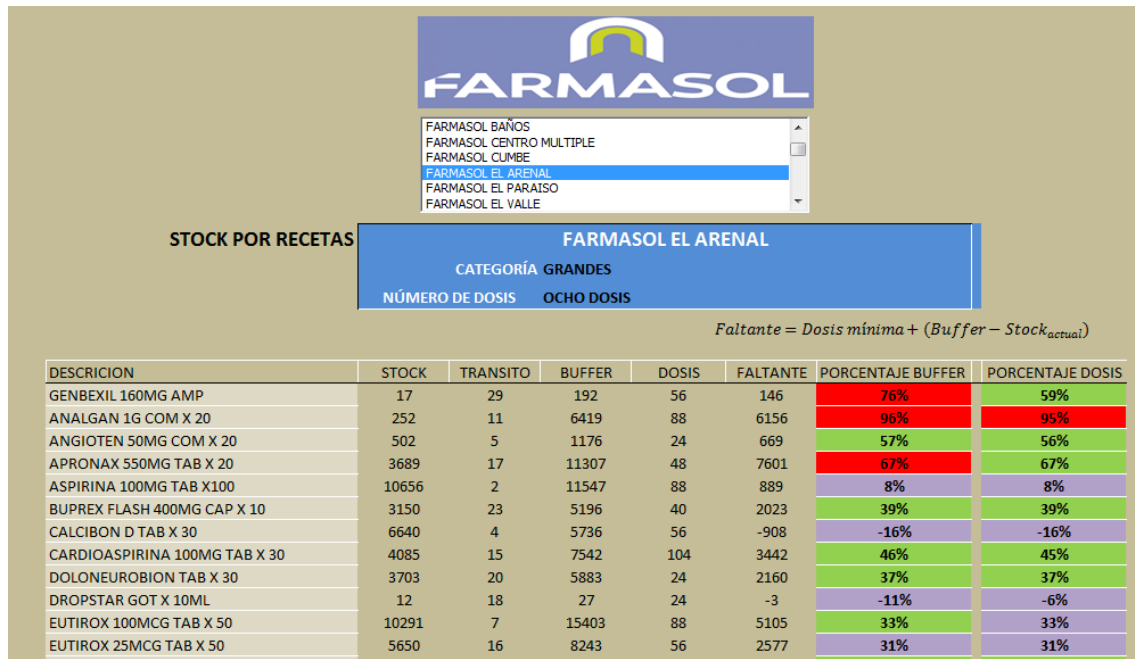 FARMASOL
FARMASOL BAÑOS
FARMASOL CENTRO MULTIPLE
FARMASOL CUMBE
FARMASOL EL ARENAL
FARMASOL EL PARAISO
FARMASOL EL VALLE
STOCK POR RECETAS FARMASOL EL ARENAL
CATEGORÍA GRANDES
NÚMERO DE DOSIS OCHO DOSIS
Faltante = Dosis mínima + (Buffer − Stock_actual)
DESCRICION STOCK TRANSITO BUFFER DOSIS FALTANTE PORCENTAJE BUFFER PORCENTAJE DOSIS
GENBEXIL 160MG AMP 17 29 192 56 146 76% 59%
ANALGAN 1G COM X 20 252 11 6419 88 6156 96% 95%
ANGIOTEN 50MG COM X 20 502 5 1176 24 669 57% 56%
APRONAX 550MG TAB X 20 3689 17 11307 48 7601 67% 67%
ASPIRINA 100MG TAB X100 10656 2 11547 88 889 8% 8%
BUPREX FLASH 400MG CAP X 10 3150 23 5196 40 2023 39% 39%
CALCIBON D TAB X 30 6640 4 5736 56 -908 -16% -16%
CARDIOASPIRINA 100MG TAB X 30 4085 15 7542 104 3442 46% 45%
DOLONEUROBION TAB X 30 3703 20 5883 24 2160 37% 37%
DROPSTAR GOT X 10ML 12 18 27 24 -3 -11% -6%
EUTIROX 100MCG TAB X 50 10291 7 15403 88 5105 33% 33%
EUTIROX 25MCG TAB X 50 5650 16 8243 56 2577 31% 31%